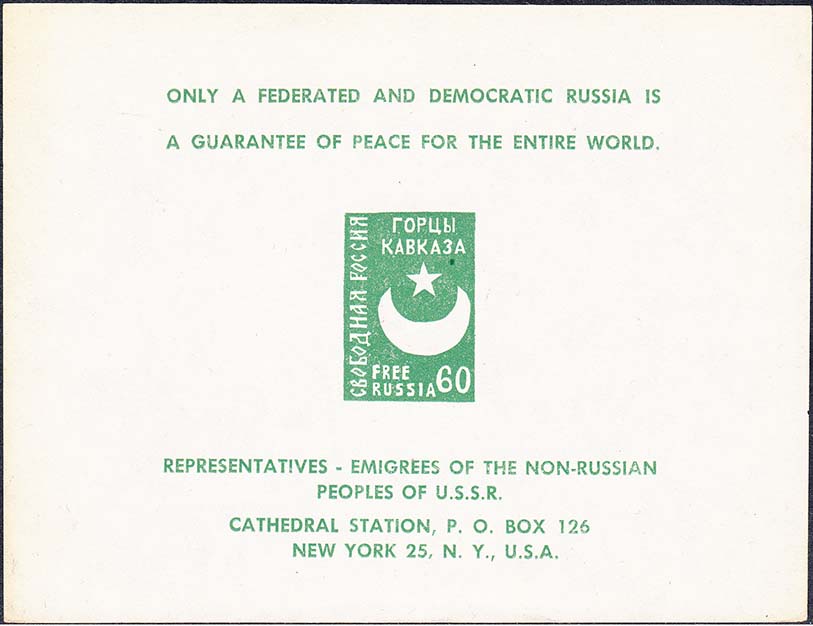 ONLY A FEDERATED AND DEMOCRATIC RUSSIA IS
A GUARANTEE OF PEACE FOR THE ENTIRE WORLD.
СВОБОДНАЯ РОССИЯ
ГОРЦЫ
КАВКАЗА
FREE
RUSSIA 60
REPRESENTATIVES - EMIGREES OF THE NON-RUSSIAN
PEOPLES OF U.S.S.R.
CATHEDRAL STATION, P. O. BOX 126
NEW YORK 25, N. Y., U.S.A.